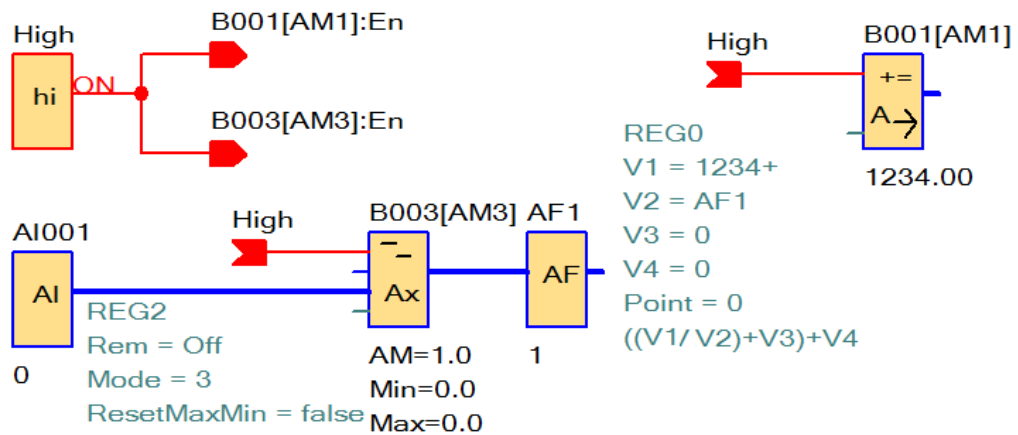 High
hi
ON
B001[AM1]:En
B003[AM3]:En
High
B001[AM1]
+=
A→
1234.00
REG0
V1 = 1234+
V2 = AF1
V3 = 0
V4 = 0
Point = 0
((V1/ V2)+V3)+V4
AI001
AI
0
REG2
Rem = Off
Mode = 3
ResetMaxMin = false
High
B003[AM3]
Ax
AM=1.0
Min=0.0
Max=0.0
AF1
AF
1